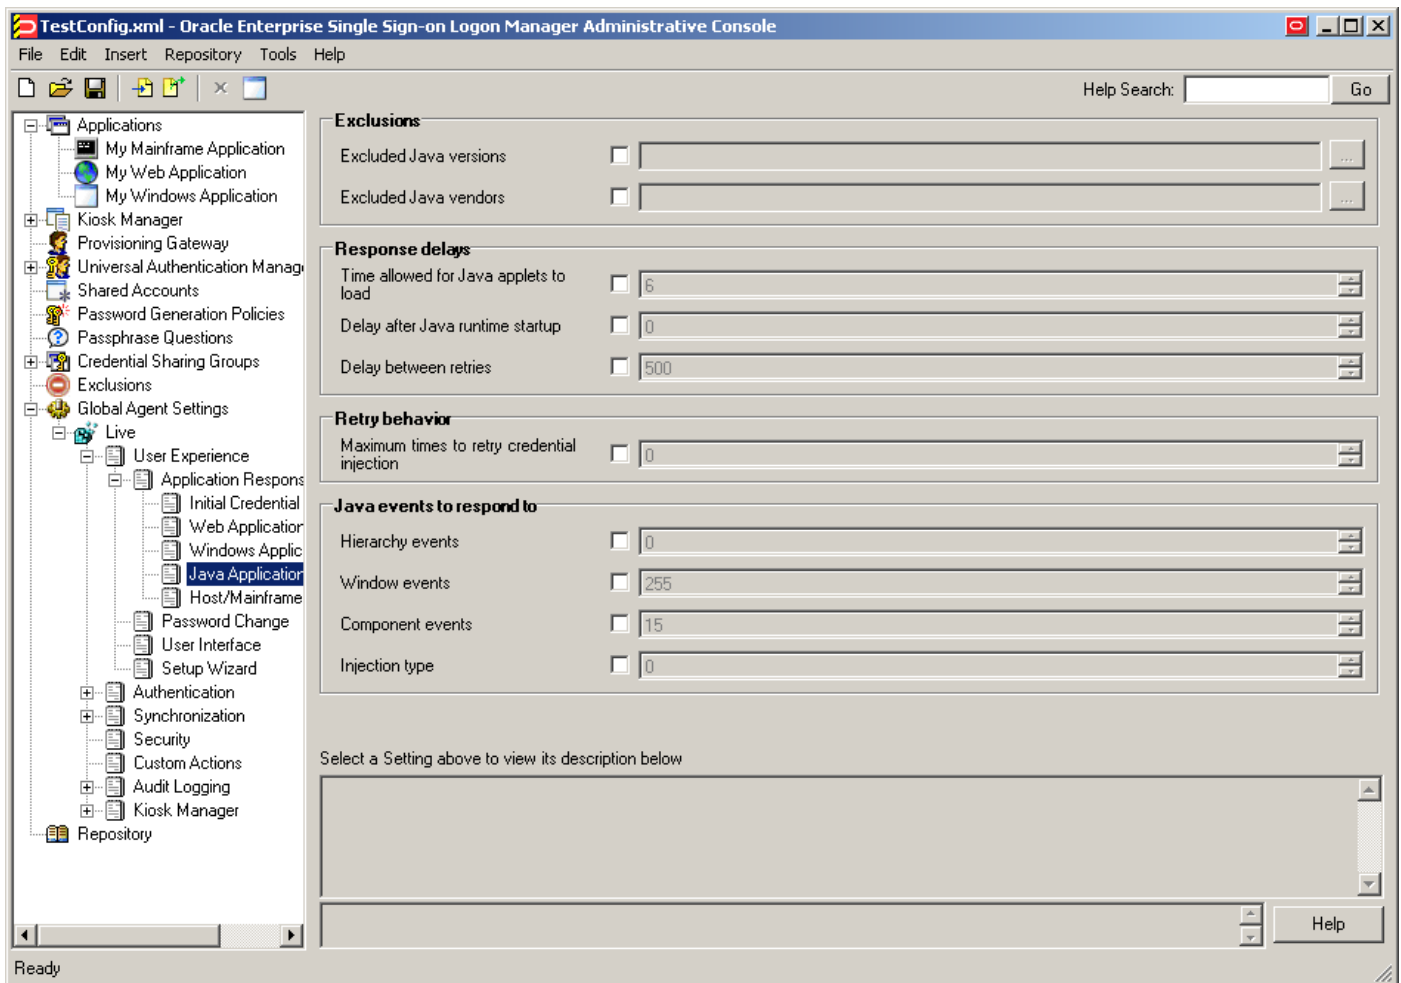 TestConfig.xml - Oracle Enterprise Single Sign-on Logon Manager Administrative Console
File Edit Insert Repository Tools Help
Help Search: Go
Applications
My Mainframe Application
My Web Application
My Windows Application
Kiosk Manager
Provisioning Gateway
Universal Authentication Manag
Shared Accounts
Password Generation Policies
Passphrase Questions
Credential Sharing Groups
Exclusions
Global Agent Settings
Live
User Experience
Application Respons
Initial Credential
Web Application
Windows Applic
Java Application
Host/Mainframe
Password Change
User Interface
Setup Wizard
Authentication
Synchronization
Security
Custom Actions
Audit Logging
Kiosk Manager
Repository
Exclusions
Excluded Java versions ...
Excluded Java vendors ...
Response delays
Time allowed for Java applets to
load
6
Delay after Java runtime startup 0
Delay between retries 500
Retry behavior
Maximum times to retry credential
injection
0
Java events to respond to
Hierarchy events 0
Window events 255
Component events 15
Injection type 0
Select a Setting above to view its description below
Help
Ready